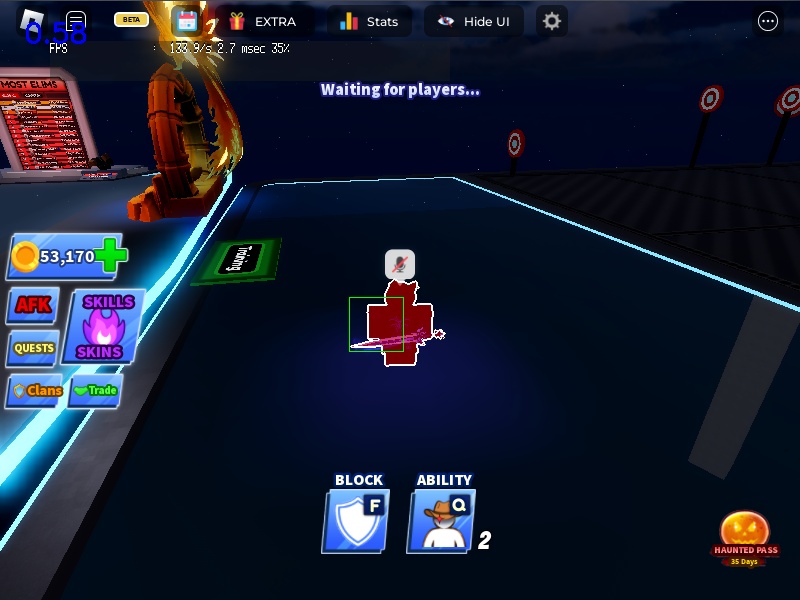 BETA
EXTRA
Stats
Hide UI
0.58
FPS : 133.9/s 2.7 msec 35%
Waiting for players...
MOST ELIMS
Training
53,170
AFK
SKILLS
SKINS
QUESTS
Clans
Trade
BLOCK
F
ABILITY
Q
2
HAUNTED PASS
35 Days